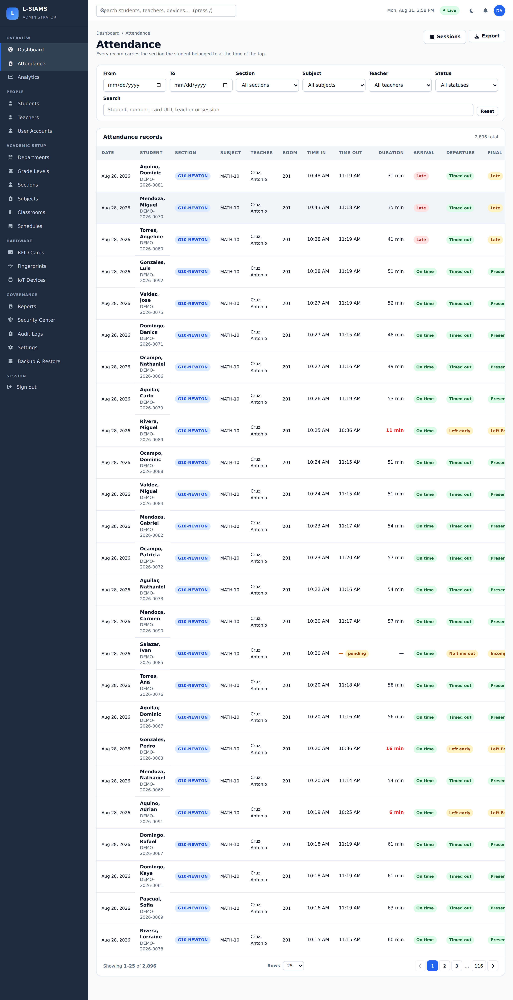 L
L-SIAMS
ADMINISTRATOR
OVERVIEW
Dashboard
Attendance
Analytics
PEOPLE
Students
Teachers
User Accounts
ACADEMIC SETUP
Departments
Grade Levels
Sections
Subjects
Classrooms
Schedules
HARDWARE
RFID Cards
Fingerprints
IoT Devices
GOVERNANCE
Reports
Security Center
Audit Logs
Settings
Backup & Restore
SESSION
Sign out
Search students, teachers, devices… (press /)
Mon, Aug 31, 2:58 PM
Live
DA
Dashboard / Attendance
Attendance
Every record carries the section the student belonged to at the time of the tap.
Sessions
Export
From To Section Subject Teacher Status
mm/dd/yyyy mm/dd/yyyy All sections All subjects All teachers All statuses
Search
Student, number, card UID, teacher or session
Reset
Attendance records
2,896 total
DATE STUDENT SECTION SUBJECT TEACHER ROOM TIME IN TIME OUT DURATION ARRIVAL DEPARTURE FINAL
Aug 28, 2026 Aquino, Dominic DEMO-2026-0081 G10-NEWTON MATH-10 Cruz, Antonio 201 10:48 AM 11:19 AM 31 min Late Timed out Late
Aug 28, 2026 Mendoza, Miguel DEMO-2026-0070 G10-NEWTON MATH-10 Cruz, Antonio 201 10:43 AM 11:18 AM 35 min Late Timed out Late
Aug 28, 2026 Torres, Angeline DEMO-2026-0080 G10-NEWTON MATH-10 Cruz, Antonio 201 10:38 AM 11:19 AM 41 min Late Timed out Late
Aug 28, 2026 Gonzales, Luis DEMO-2026-0092 G10-NEWTON MATH-10 Cruz, Antonio 201 10:28 AM 11:19 AM 51 min On time Timed out Presen
Aug 28, 2026 Valdez, Jose DEMO-2026-0075 G10-NEWTON MATH-10 Cruz, Antonio 201 10:27 AM 11:19 AM 52 min On time Timed out Presen
Aug 28, 2026 Domingo, Danica DEMO-2026-0071 G10-NEWTON MATH-10 Cruz, Antonio 201 10:27 AM 11:15 AM 48 min On time Timed out Presen
Aug 28, 2026 Ocampo, Nathaniel DEMO-2026-0066 G10-NEWTON MATH-10 Cruz, Antonio 201 10:27 AM 11:16 AM 49 min On time Timed out Presen
Aug 28, 2026 Aguilar, Carlo DEMO-2026-0079 G10-NEWTON MATH-10 Cruz, Antonio 201 10:26 AM 11:19 AM 53 min On time Timed out Presen
Aug 28, 2026 Rivera, Miguel DEMO-2026-0089 G10-NEWTON MATH-10 Cruz, Antonio 201 10:25 AM 10:36 AM 11 min On time Left early Left Ea
Aug 28, 2026 Ocampo, Dominic DEMO-2026-0088 G10-NEWTON MATH-10 Cruz, Antonio 201 10:24 AM 11:15 AM 51 min On time Timed out Presen
Aug 28, 2026 Valdez, Miguel DEMO-2026-0084 G10-NEWTON MATH-10 Cruz, Antonio 201 10:24 AM 11:15 AM 51 min On time Timed out Presen
Aug 28, 2026 Mendoza, Gabriel DEMO-2026-0082 G10-NEWTON MATH-10 Cruz, Antonio 201 10:23 AM 11:17 AM 54 min On time Timed out Presen
Aug 28, 2026 Ocampo, Patricia DEMO-2026-0072 G10-NEWTON MATH-10 Cruz, Antonio 201 10:23 AM 11:20 AM 57 min On time Timed out Presen
Aug 28, 2026 Aguilar, Nathaniel DEMO-2026-0073 G10-NEWTON MATH-10 Cruz, Antonio 201 10:22 AM 11:16 AM 54 min On time Timed out Presen
Aug 28, 2026 Mendoza, Carmen DEMO-2026-0090 G10-NEWTON MATH-10 Cruz, Antonio 201 10:20 AM 11:17 AM 57 min On time Timed out Presen
Aug 28, 2026 Salazar, Ivan DEMO-2026-0085 G10-NEWTON MATH-10 Cruz, Antonio 201 10:20 AM — pending — On time No time out Incomp
Aug 28, 2026 Torres, Ana DEMO-2026-0076 G10-NEWTON MATH-10 Cruz, Antonio 201 10:20 AM 11:18 AM 58 min On time Timed out Presen
Aug 28, 2026 Aguilar, Dominic DEMO-2026-0067 G10-NEWTON MATH-10 Cruz, Antonio 201 10:20 AM 11:16 AM 56 min On time Timed out Presen
Aug 28, 2026 Gonzales, Pedro DEMO-2026-0063 G10-NEWTON MATH-10 Cruz, Antonio 201 10:20 AM 10:36 AM 16 min On time Left early Left Ea
Aug 28, 2026 Mendoza, Nathaniel DEMO-2026-0062 G10-NEWTON MATH-10 Cruz, Antonio 201 10:20 AM 11:14 AM 54 min On time Timed out Presen
Aug 28, 2026 Aquino, Adrian DEMO-2026-0091 G10-NEWTON MATH-10 Cruz, Antonio 201 10:19 AM 10:25 AM 6 min On time Left early Left Ea
Aug 28, 2026 Domingo, Rafael DEMO-2026-0087 G10-NEWTON MATH-10 Cruz, Antonio 201 10:18 AM 11:19 AM 61 min On time Timed out Presen
Aug 28, 2026 Domingo, Kaye DEMO-2026-0061 G10-NEWTON MATH-10 Cruz, Antonio 201 10:18 AM 11:19 AM 61 min On time Timed out Presen
Aug 28, 2026 Pascual, Sofia DEMO-2026-0069 G10-NEWTON MATH-10 Cruz, Antonio 201 10:16 AM 11:19 AM 63 min On time Timed out Presen
Aug 28, 2026 Rivera, Lorraine DEMO-2026-0078 G10-NEWTON MATH-10 Cruz, Antonio 201 10:15 AM 11:15 AM 60 min On time Timed out Presen
Showing 1–25 of 2,896
Rows 25
1 2 3 … 116